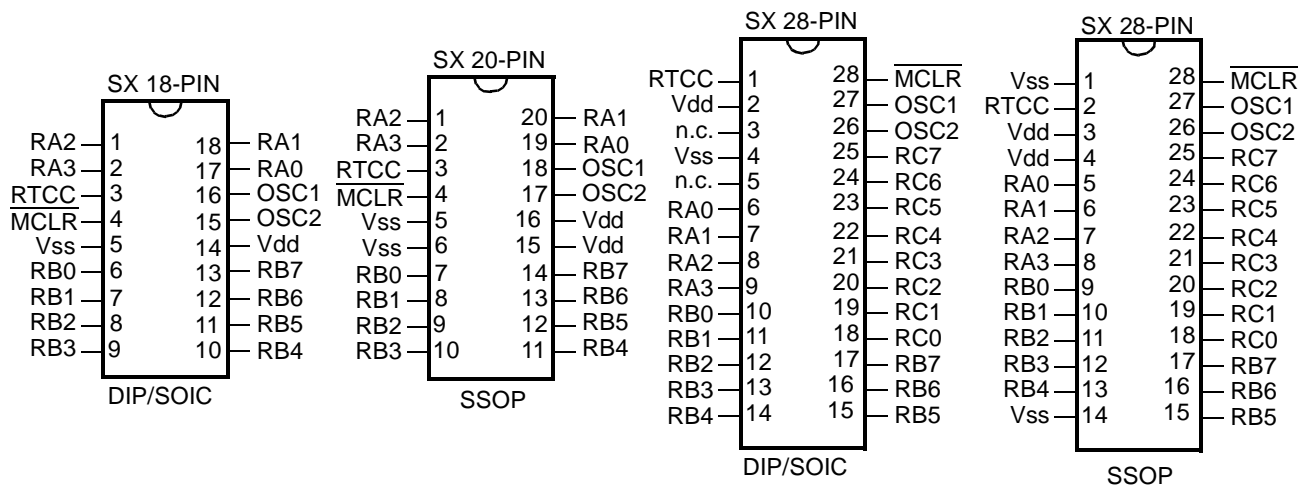 SX 18-PIN
RA2 1 18 RA1
RA3 2 17 RA0
RTCC 3 16 OSC1
MCLR 4 15 OSC2
Vss 5 14 Vdd
RB0 6 13 RB7
RB1 7 12 RB6
RB2 8 11 RB5
RB3 9 10 RB4
DIP/SOIC
SX 20-PIN
RA2 1 20 RA1
RA3 2 19 RA0
RTCC 3 18 OSC1
MCLR 4 17 OSC2
Vss 5 16 Vdd
Vss 6 15 Vdd
RB0 7 14 RB7
RB1 8 13 RB6
RB2 9 12 RB5
RB3 10 11 RB4
SSOP
SX 28-PIN
RTCC 1 28 MCLR
Vdd 2 27 OSC1
n.c. 3 26 OSC2
Vss 4 25 RC7
n.c. 5 24 RC6
RA0 6 23 RC5
RA1 7 22 RC4
RA2 8 21 RC3
RA3 9 20 RC2
RB0 10 19 RC1
RB1 11 18 RC0
RB2 12 17 RB7
RB3 13 16 RB6
RB4 14 15 RB5
DIP/SOIC
SX 28-PIN
Vss 1 28 MCLR
RTCC 2 27 OSC1
Vdd 3 26 OSC2
Vdd 4 25 RC7
RA0 5 24 RC6
RA1 6 23 RC5
RA2 7 22 RC4
RA3 8 21 RC3
RB0 9 20 RC2
RB1 10 19 RC1
RB2 11 18 RC0
RB3 12 17 RB7
RB4 13 16 RB6
Vss 14 15 RB5
SSOP